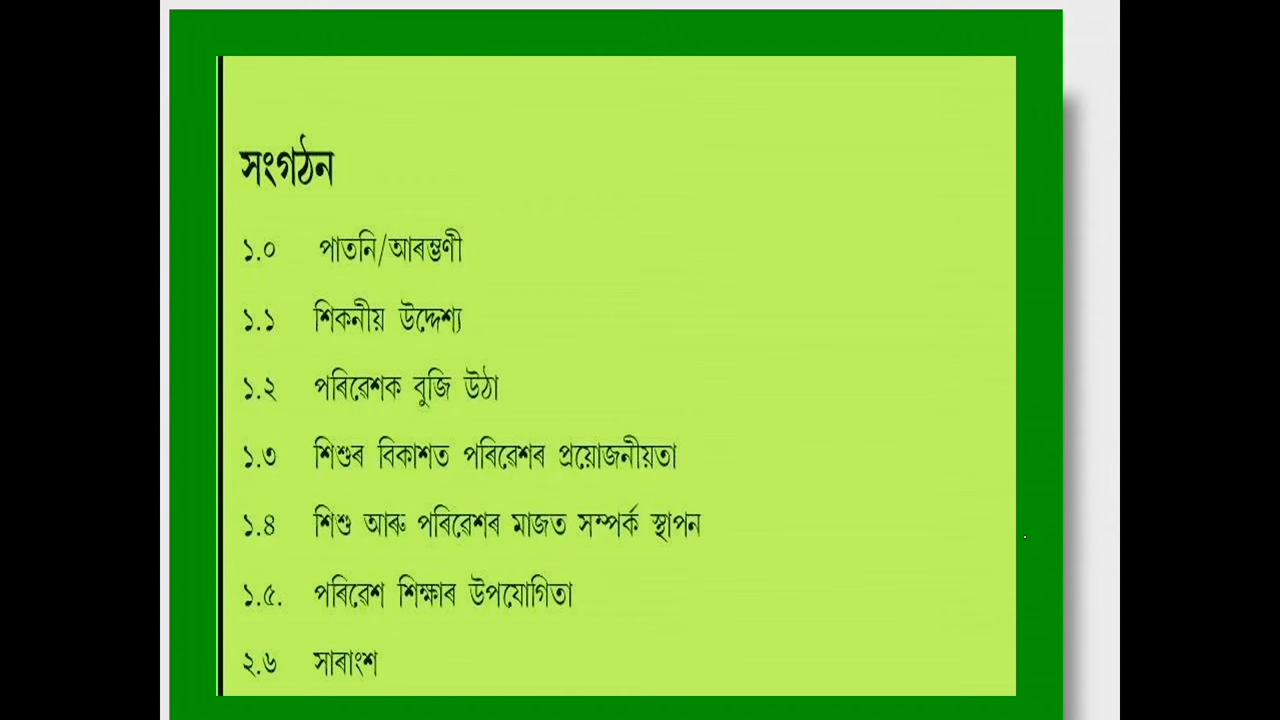 সংগঠন
১.০ পাতনি/আৰম্ভণী
১.১ শিকনীয় উদ্দেশ্য
১.২ পৰিৱেশক বুজি উঠা
১.৩ শিশুৰ বিকাশত পৰিৱেশৰ প্ৰয়োজনীয়তা
১.৪ শিশু আৰু পৰিৱেশৰ মাজত সম্পৰ্ক স্থাপন
১.৫. পৰিৱেশ শিক্ষাৰ উপযোগিতা
২.৬ সাৰাংশ